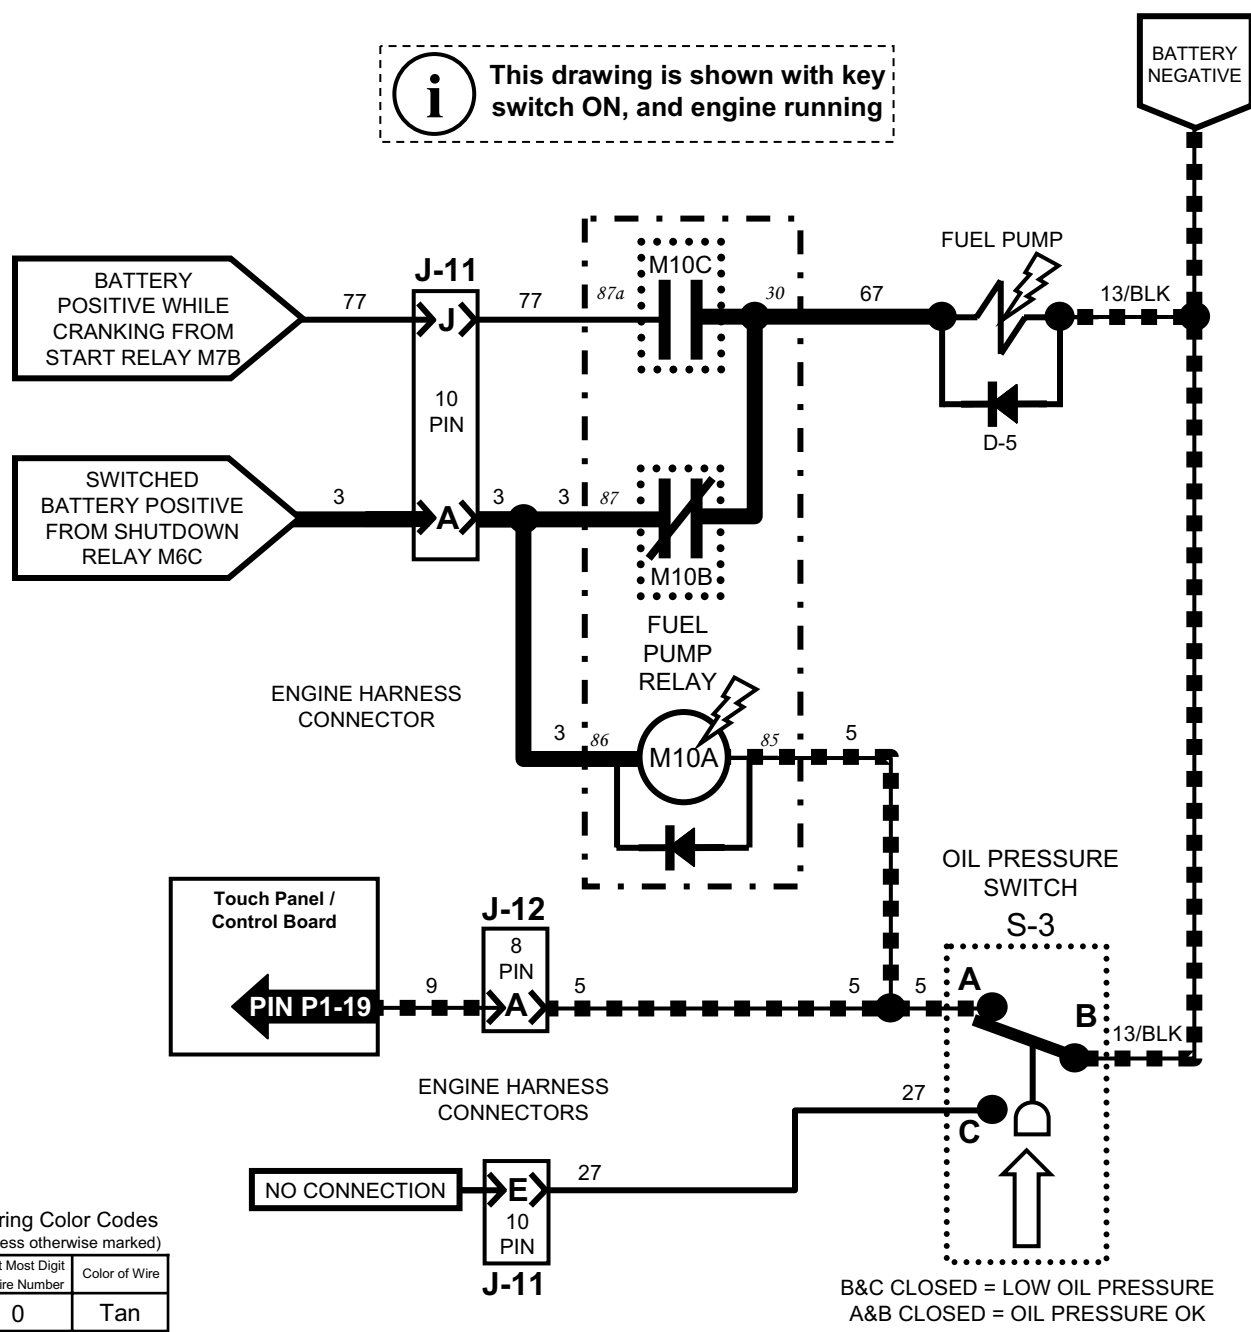 BATTERY
NEGATIVE
i
This drawing is shown with key
switch ON, and engine running
FUEL PUMP
BATTERY
POSITIVE WHILE
CRANKING FROM
START RELAY M7B
77
J-11
J
77
87a
M10C
30
67
13/BLK
10
PIN
D-5
SWITCHED
BATTERY POSITIVE
FROM SHUTDOWN
RELAY M6C
3
A
3
3
87
M10B
FUEL
PUMP
RELAY
ENGINE HARNESS
CONNECTOR
3
86
M10A
85
5
OIL PRESSURE
SWITCH
S-3
Touch Panel /
Control Board
J-12
8
PIN
PIN P1-19
9
A
5
5
5
A
B
13/BLK
C
ENGINE HARNESS
CONNECTORS
27
NO CONNECTION
E
27
10
PIN
J-11
ring Color Codes
ess otherwise marked)
t Most Digit
ire Number
Color of Wire
0
Tan
B&C CLOSED = LOW OIL PRESSURE
A&B CLOSED = OIL PRESSURE OK